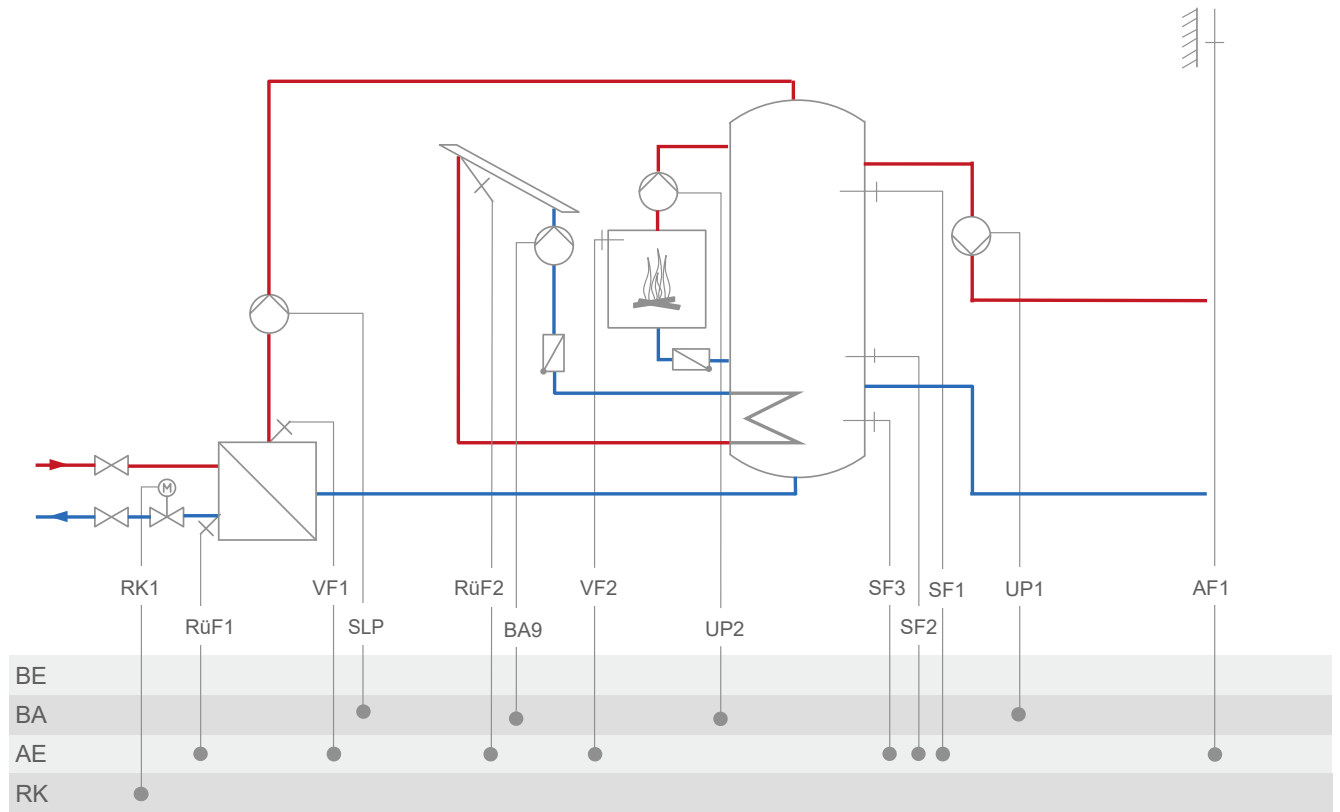 M
RK1
VF1
RüF2
VF2
SF3
SF1
UP1
AF1
RüF1
SLP
BA9
UP2
SF2
BE
BA
AE
RK